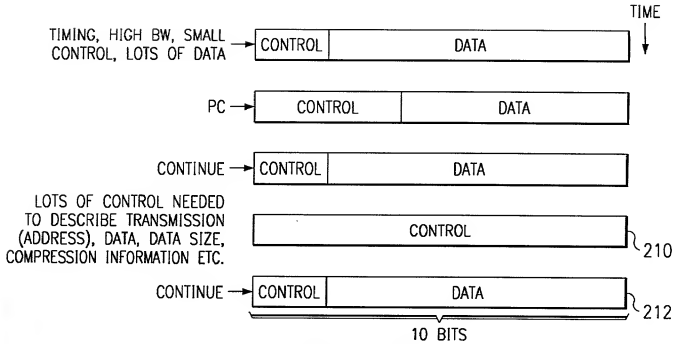 TIME
TIMING, HIGH BW, SMALL
CONTROL, LOTS OF DATA
CONTROL DATA
PC
CONTROL DATA
CONTINUE
CONTROL DATA
LOTS OF CONTROL NEEDED
TO DESCRIBE TRANSMISSION
(ADDRESS), DATA, DATA SIZE,
COMPRESSION INFORMATION ETC.
CONTROL
210
CONTINUE
CONTROL DATA
212
10 BITS